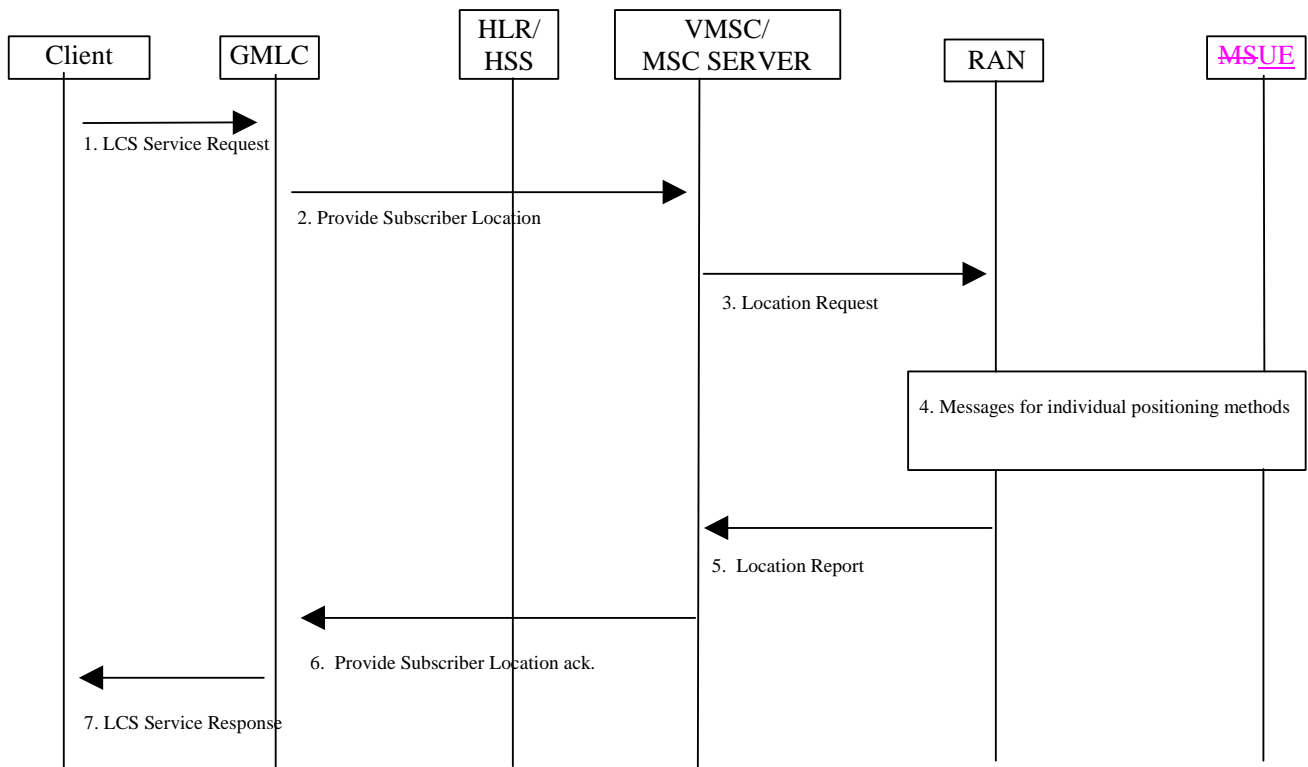 Client
GMLC
HLR/
HSS
VMSC/
MSC SERVER
RAN
MSUE
1. LCS Service Request
2. Provide Subscriber Location
3. Location Request
4. Messages for individual positioning methods
5. Location Report
6. Provide Subscriber Location ack.
7. LCS Service Response